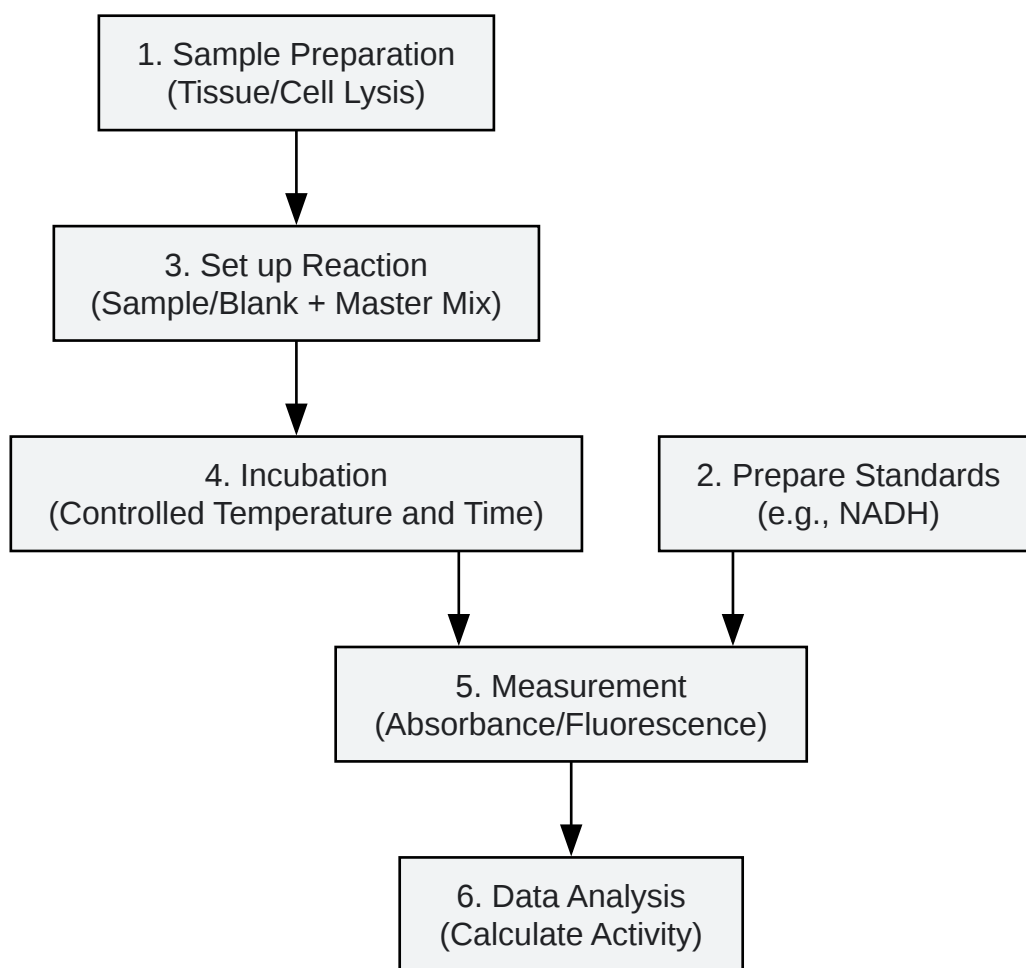 1. Sample Preparation
(Tissue/Cell Lysis)
3. Set up Reaction
(Sample/Blank + Master Mix)
4. Incubation
(Controlled Temperature and Time)
2. Prepare Standards
(e.g., NADH)
5. Measurement
(Absorbance/Fluorescence)
6. Data Analysis
(Calculate Activity)